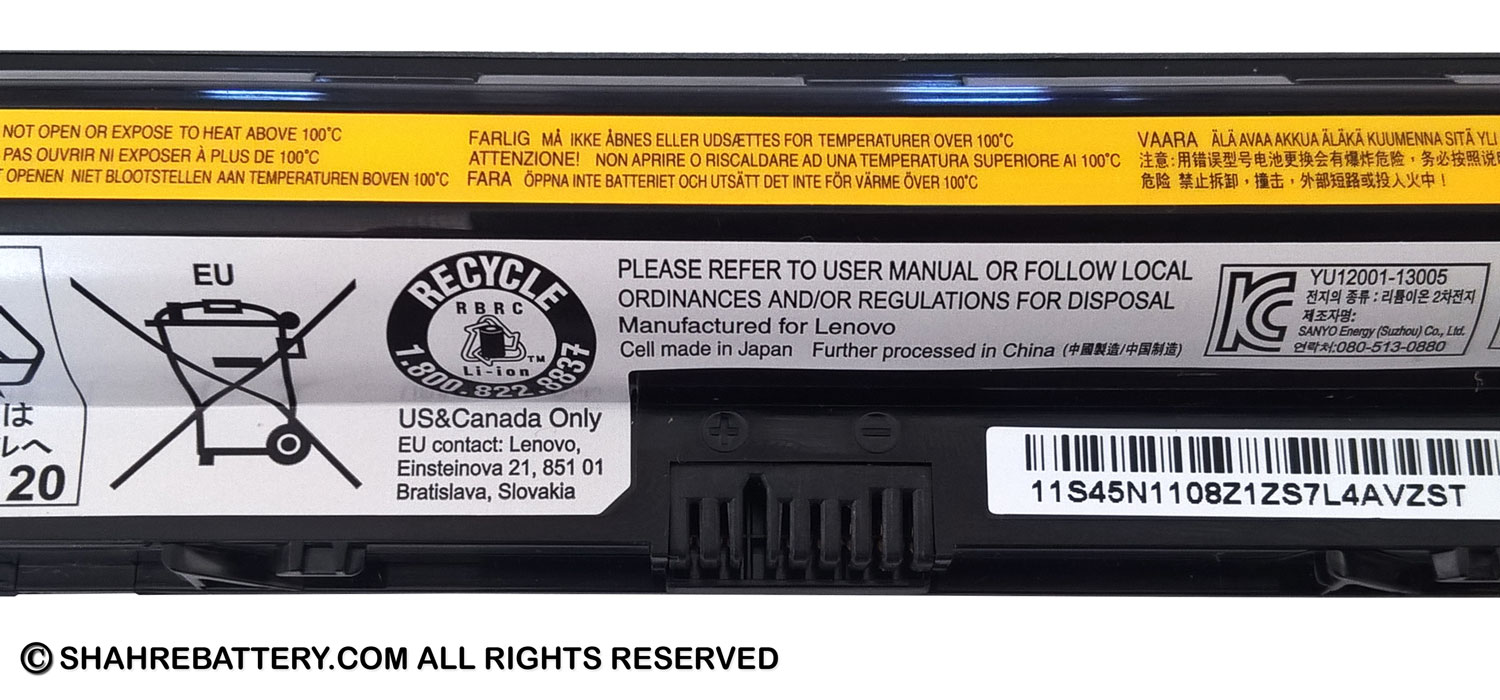 NOT OPEN OR EXPOSE TO HEAT ABOVE 100°C
PAS OUVRIR NI EXPOSER À PLUS DE 100°C
T OPENEN NIET BLOOTSTELLEN AAN TEMPERATUREN BOVEN 100°C
FARLIG MÅ IKKE ÅBNES ELLER UDSÆTTES FOR TEMPERATURER OVER 100°C
ATTENZIONE! NON APRIRE O RISCALDARE AD UNA TEMPERATURA SUPERIORE AI 100°C
FARA ÖPPNA INTE BATTERIET OCH UTSÄTT DET INTE FÖR VÄRME ÖVER 100°C
VAARA ÄLÄ AVAA AKKUA ÄLÄKÄ KUUMENNA SITÄ YLI
注意: 用错误型号电池更换会有爆炸危险，务必按照说
危险 禁止拆卸，撞击，外部短路或投入火中！
は
ルへ
20
EU
RECYCLE
RBRC
TM
Li-ion
1.800.822.8837
US&Canada Only
EU contact: Lenovo,
Einsteinova 21, 851 01
Bratislava, Slovakia
PLEASE REFER TO USER MANUAL OR FOLLOW LOCAL
ORDINANCES AND/OR REGULATIONS FOR DISPOSAL
Manufactured for Lenovo
Cell made in Japan Further processed in China (中國製造/中国制造)
KC
YU12001-13005
전지의 종류 : 리튬이온 2차전지
제조자명:
SANYO Energy (Suzhou) Co., Ltd.
연락처:080-513-0880
11S45N1108Z1ZS7L4AVZST
© SHAHREBATTERY.COM ALL RIGHTS RESERVED